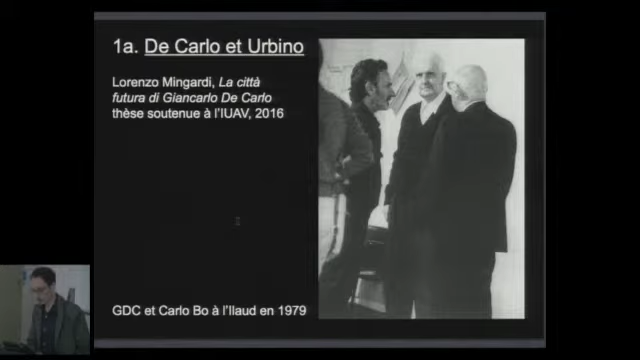 1a. De Carlo et Urbino
Lorenzo Mingardi, La città
futura di Giancarlo De Carlo
thèse soutenue à l'IUAV, 2016
GDC et Carlo Bo à l'Ilaud en 1979